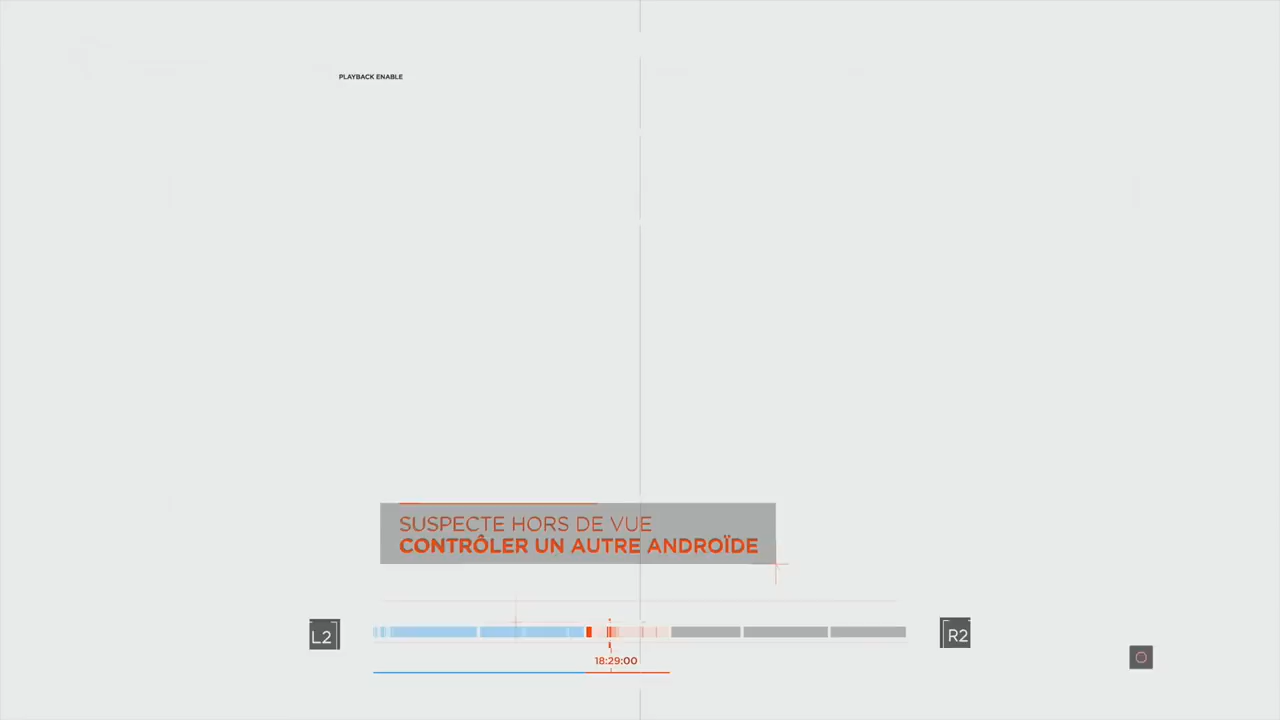 PLAYBACK ENABLE
SUSPECTE HORS DE VUE
CONTRÔLER UN AUTRE ANDROÏDE
L2
R2
18:29:00